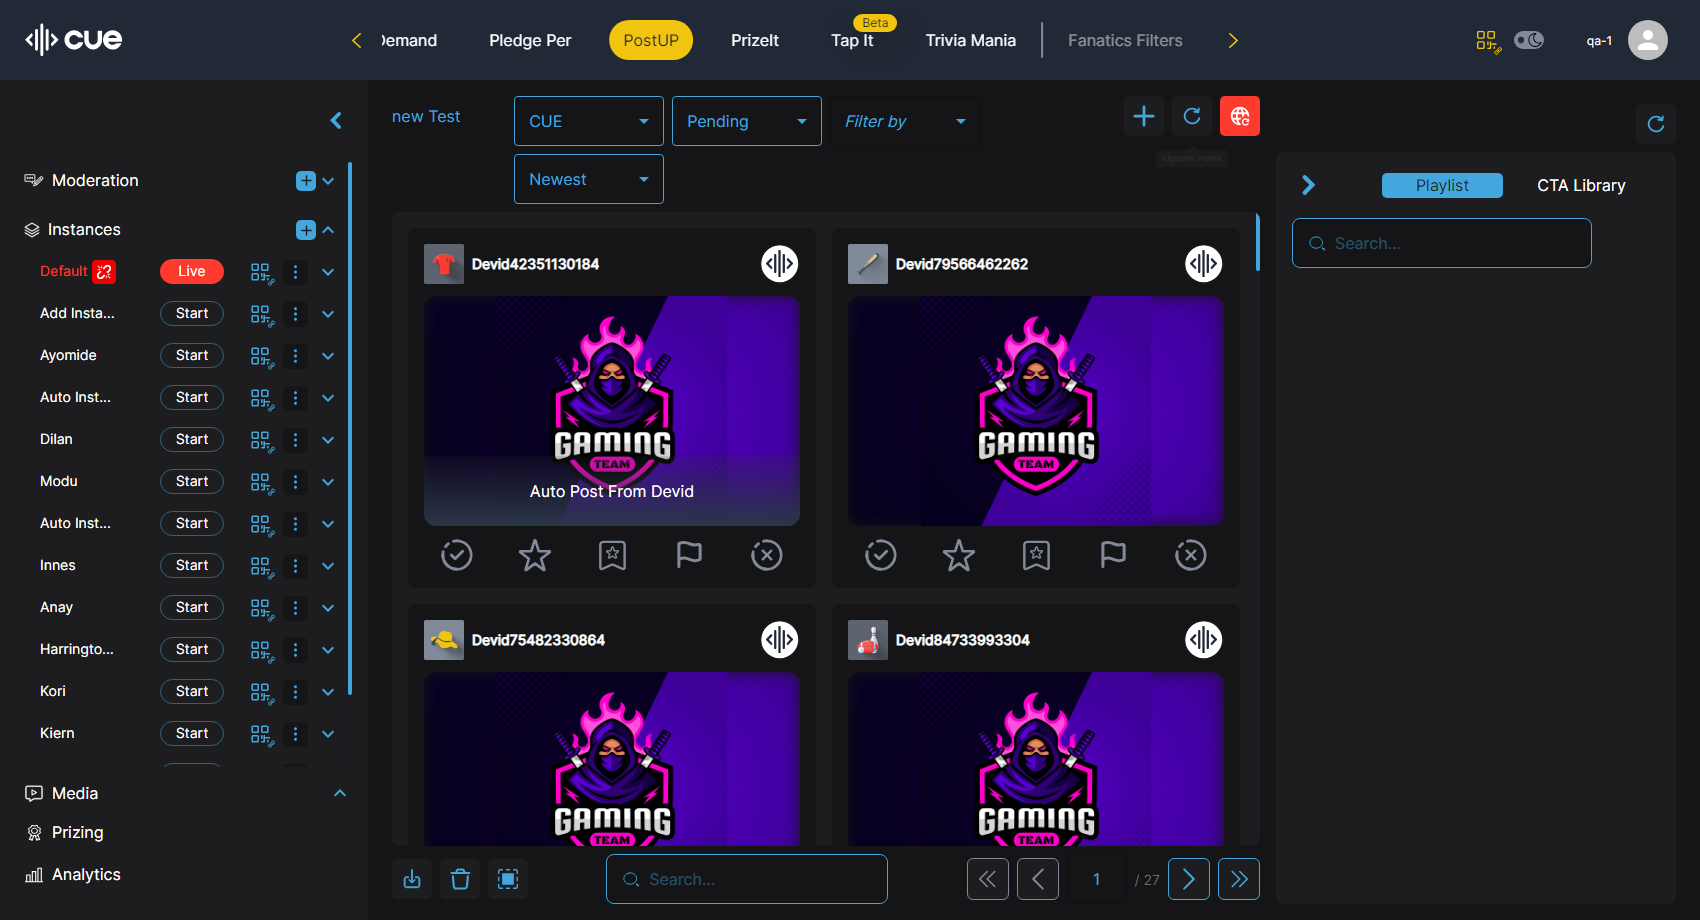 cue
Demand
Pledge Per
PostUP
PrizeIt
Beta
Tap It
Trivia Mania
Fanatics Filters
qa-1
Moderation
Instances
Default
Live
Add Insta...
Start
Ayomide
Start
Auto Inst...
Start
Dilan
Start
Modu
Start
Auto Inst...
Start
Innes
Start
Anay
Start
Harringto...
Start
Kori
Start
Kiern
Start
Media
Prizing
Analytics
new Test
CUE
Pending
Filter by
Newest
Update Posts
Devid42351130184
GAMING
TEAM
Auto Post From Devid
Devid79566462262
GAMING
TEAM
Devid75482330864
GAMING
TEAM
Devid84733993304
GAMING
TEAM
Search...
1
/ 27
Playlist
CTA Library
Search...